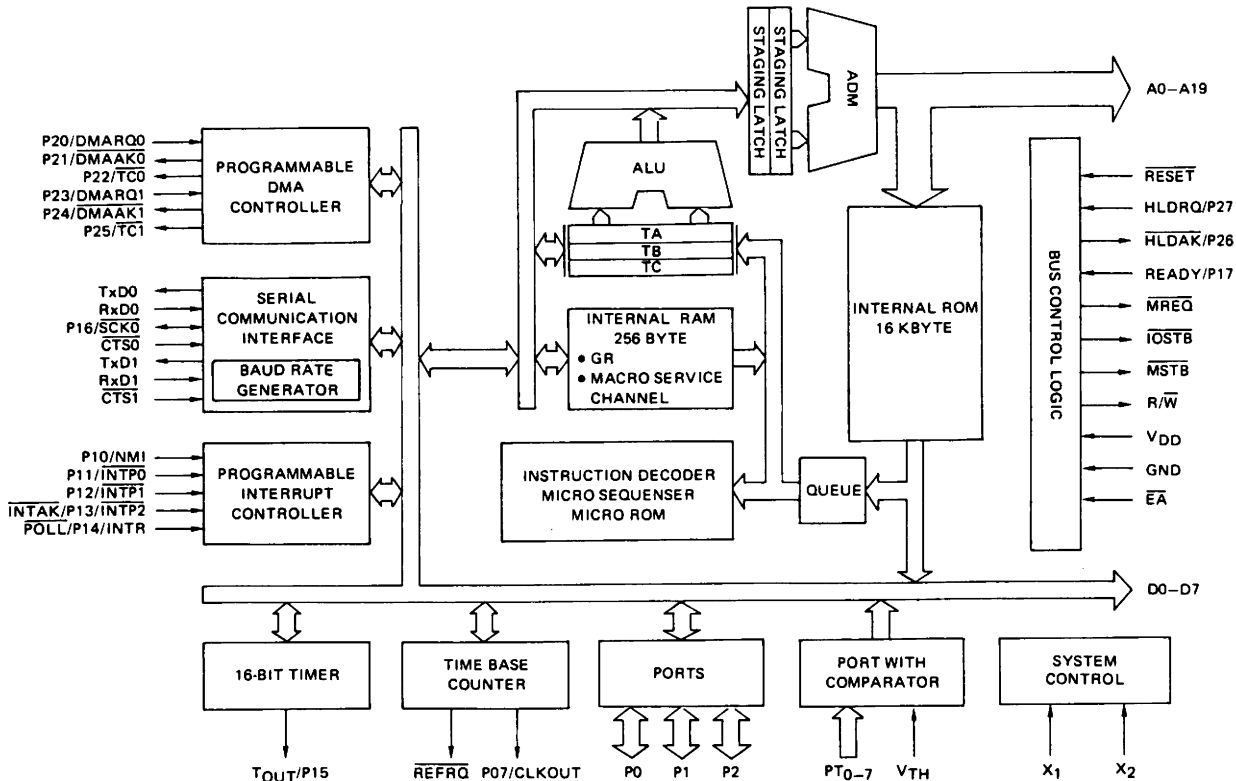 STAGING LATCH
STAGING LATCH
ADM
A0–A19
P20/DMARQ0
P21/DMAAK0
P22/TC0
P23/DMARQ1
P24/DMAAK1
P25/TC1
PROGRAMMABLE
DMA
CONTROLLER
ALU
TA
TB
TC
TxD0
RxD0
P16/SCK0
CTS0
TxD1
RxD1
CTS1
SERIAL
COMMUNICATION
INTERFACE
BAUD RATE
GENERATOR
INTERNAL RAM
256 BYTE
• GR
• MACRO SERVICE
CHANNEL
INTERNAL ROM
16 KBYTE
BUS CONTROL LOGIC
RESET
HLDRQ/P27
HLDAK/P26
READY/P17
MREQ
IOSTB
MSTB
R/W
VDD
GND
EA
P10/NMI
P11/INTP0
P12/INTP1
INTAK/P13/INTP2
POLL/P14/INTR
PROGRAMMABLE
INTERRUPT
CONTROLLER
INSTRUCTION DECODER
MICRO SEQUENSER
MICRO ROM
QUEUE
D0–D7
16-BIT TIMER
TIME BASE
COUNTER
PORTS
PORT WITH
COMPARATOR
SYSTEM
CONTROL
TOUT/P15
REFRQ
P07/CLKOUT
P0
P1
P2
PT0–7
VTH
X1
X2